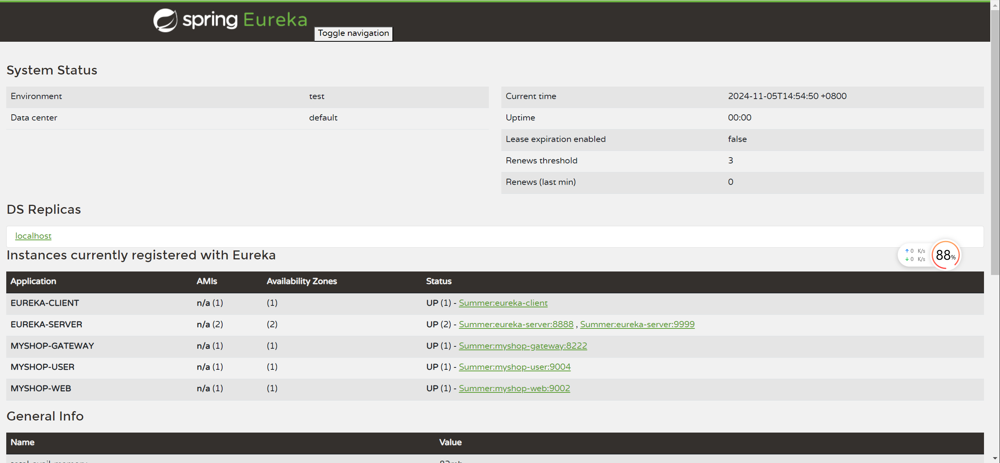 spring Eureka
Toggle navigation
System Status
Environment test
Data center default
Current time 2024-11-05T14:54:50 +0800
Uptime 00:00
Lease expiration enabled false
Renews threshold 3
Renews (last min) 0
DS Replicas
localhost
Instances currently registered with Eureka
↑ 0 K/s
↓ 0 K/s
88%
Application AMIs Availability Zones Status
EUREKA-CLIENT n/a (1) (1) UP (1) - Summer:eureka-client
EUREKA-SERVER n/a (2) (2) UP (2) - Summer:eureka-server:8888 , Summer:eureka-server:9999
MYSHOP-GATEWAY n/a (1) (1) UP (1) - Summer:myshop-gateway:8222
MYSHOP-USER n/a (1) (1) UP (1) - Summer:myshop-user:9004
MYSHOP-WEB n/a (1) (1) UP (1) - Summer:myshop-web:9002
General Info
Name Value